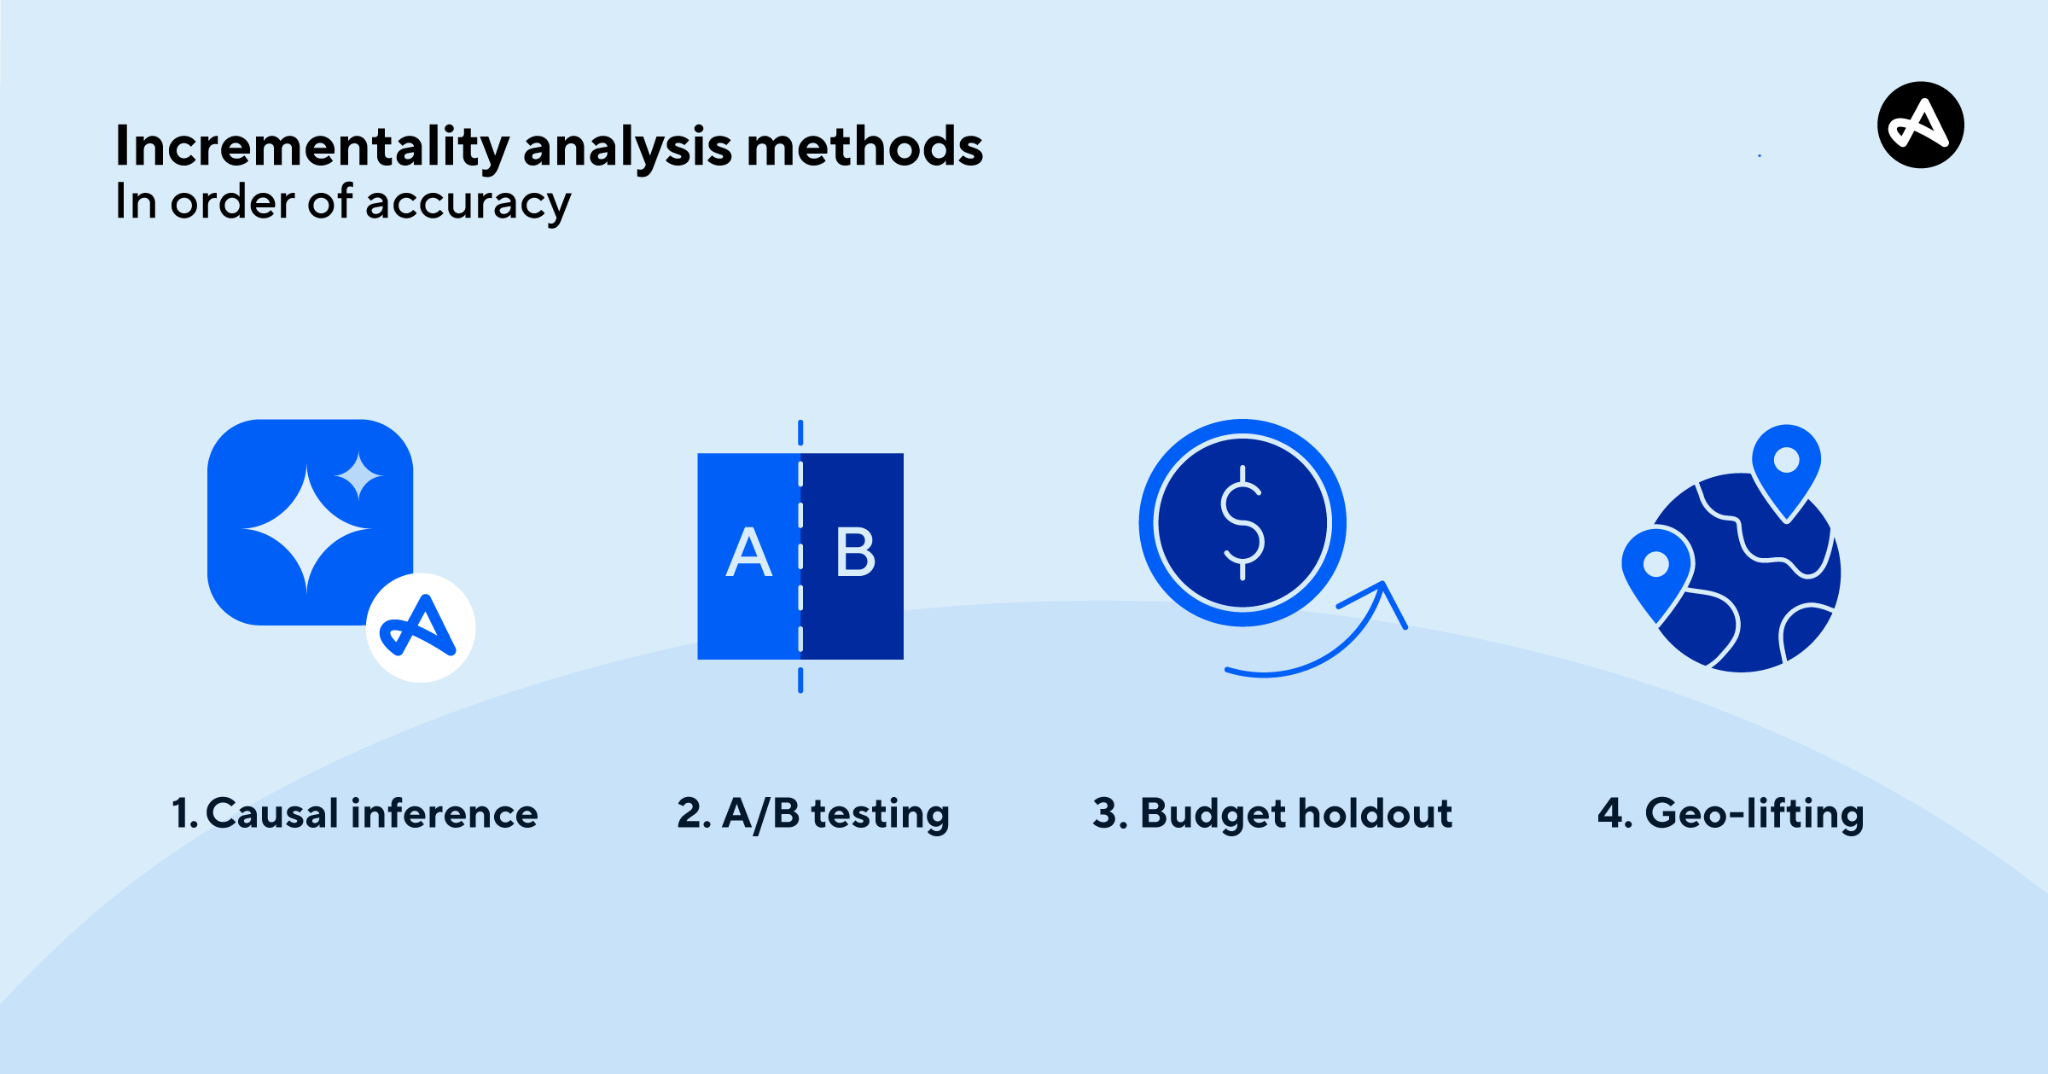 Incrementality analysis methods
In order of accuracy
A B
1. Causal inference
2. A/B testing
3. Budget holdout
4. Geo-lifting